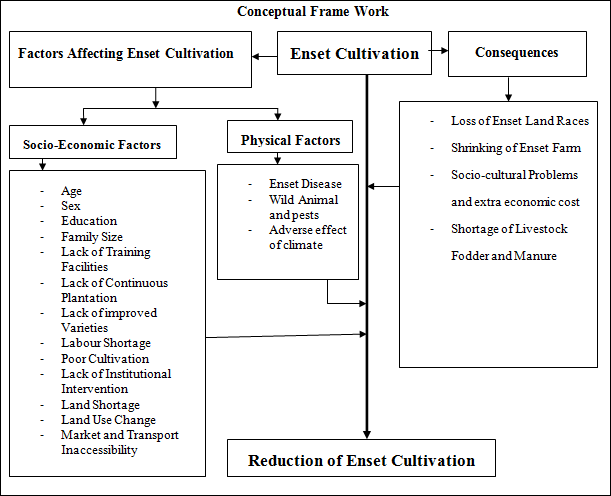 Conceptual Frame Work
Factors Affecting Enset Cultivation
Enset Cultivation
Consequences
Socio-Economic Factors
- Age
- Sex
- Education
- Family Size
- Lack of Training
Facilities
- Lack of Continuous
Plantation
- Lack of improved
Varieties
- Labour Shortage
- Poor Cultivation
- Lack of Institutional
Intervention
- Land Shortage
- Land Use Change
- Market and Transport
Inaccessibility
Physical Factors
- Enset Disease
- Wild Animal
and pests
- Adverse effect
of climate
- Loss of Enset Land Races
- Shrinking of Enset Farm
- Socio-cultural Problems
and extra economic cost
- Shortage of Livestock
Fodder and Manure
Reduction of Enset Cultivation